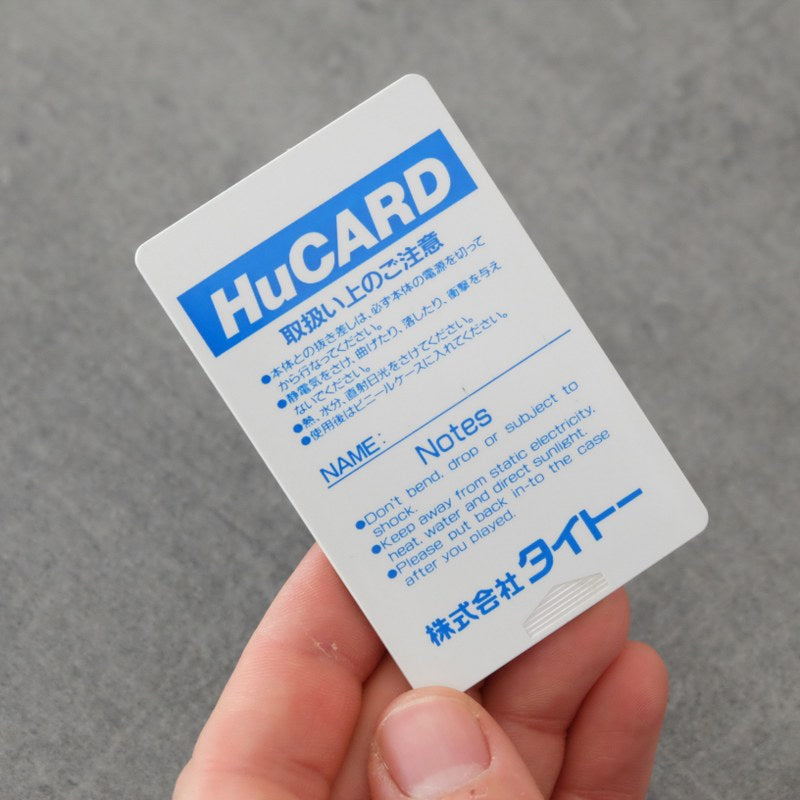 HuCARD
取扱い上のご注意
●本体との抜き差しは、必ず本体の電源を切って
から行なってください。
●静電気をさけ、曲げたり、落したり、衝撃を与え
ないでください。
●熱、水分、直射日光をさけてください。
●使用後はビニールケースに入れてください。
NAME:
Notes
●Don't bend, drop or subject to
shock.
●Keep away from static electricity,
heat, water and direct sunlight.
●Please put back in-to the case
after you played.
株式会社タイトー